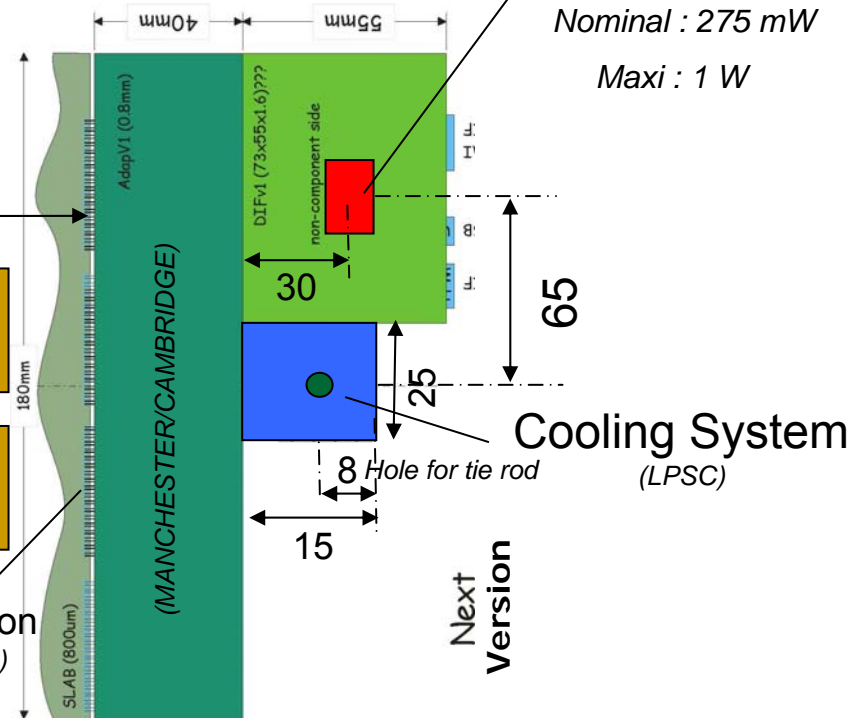 40mm
55mm
Nominal : 275 mW
Maxi : 1 W
AdapV1 (0.8mm)
DIFv1 (73x55x1.6)???
non-component side
30
65
(MANCHESTER/CAMBRIDGE)
180mm
25
Cooling System
(LPSC)
8
Hole for tie rod
15
Next
Version
on
)
SLAB (800um)